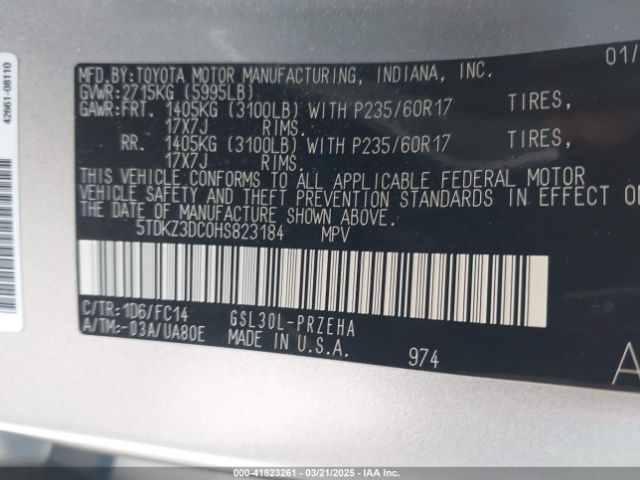 42661-08110
MFD.BY:TOYOTA MOTOR MANUFACTURING, INDIANA, INC. 01/
GVWR:2715KG (5995LB)
GAWR:FRT. 1405KG (3100LB) WITH P235/60R17 TIRES,
17X7J RIMS.
RR. 1405KG (3100LB) WITH P235/60R17 TIRES,
17X7J RIMS.
THIS VEHICLE CONFORMS TO ALL APPLICABLE FEDERAL MOTOR
VEHICLE SAFETY AND THEFT PREVENTION STANDARDS IN EFFECT O
THE DATE OF MANUFACTURE SHOWN ABOVE.
5TDKZ3DC0HS823184 MPV
C/TR:1D6/FC14 GSL30L-PRZEHA
A/TM:-03A/UA80E MADE IN U.S.A. 974
A
000-41823261 - 03/21/2025 - IAAI.COM